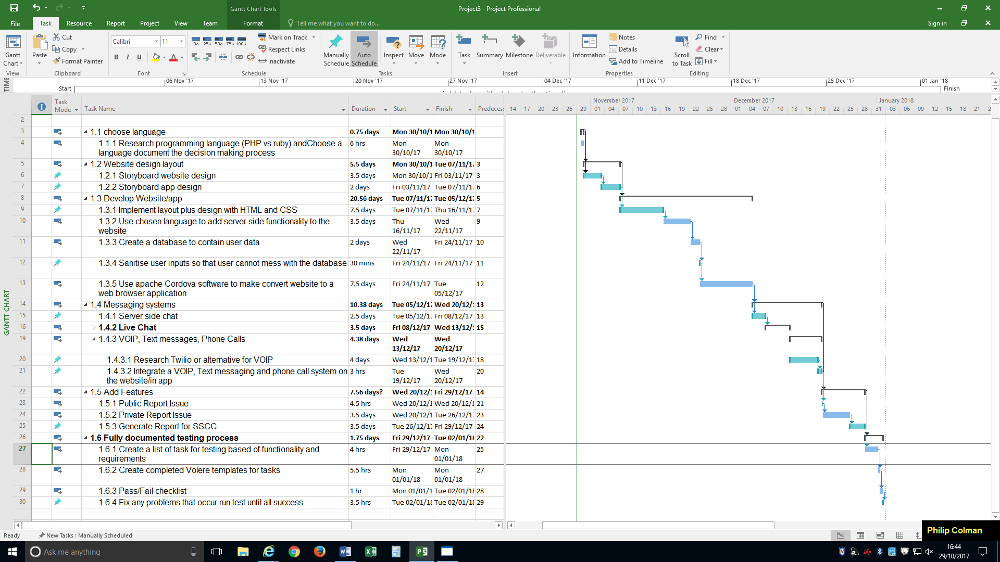 Gantt Chart Tools
Project3 - Project Professional
File Task Resource Report Project View Team Format Tell me what you want to do... Sign in
Gantt Chart
View
Paste
Cut
Copy
Format Painter
Clipboard
Calibri 11
B I U A
Font
0% 25% 50% 75% 100%
Mark on Track
Respect Links
Inactivate
Schedule
Manually Schedule
Auto Schedule
Inspect
Move
Mode
Tasks
Task
Summary
Milestone
Deliverable
Insert
Information
Notes
Details
Add to Timeline
Properties
Scroll to Task
Find
Clear
Fill
Editing
TIME
Start
06 Nov '17 13 Nov '17 20 Nov '17 27 Nov '17 04 Dec '17 11 Dec '17 18 Dec '17 25 Dec '17 01 Jan '18
Finish
Task Mode Task Name Duration Start Finish Predecess
November 2017 December 2017 January 2018
14 17 20 23 26 29 01 04 07 10 13 16 19 22 25 28 01 04 07 10 13 16 19 22 25 28 31 03 06 09 12 15 18 21 2
2
3 1.1 choose language 0.75 days Mon 30/10/1 Mon 30/10/1
4 1.1.1 Research programming language (PHP vs ruby) andChoose a language document the decision making process 6 hrs Mon 30/10/17 Mon 30/10/17
5 1.2 Website design layout 5.5 days Mon 30/10/1 Tue 07/11/1 3
6 1.2.1 Storyboard website design 3.5 days Mon 30/10/1 Fri 03/11/17 3
7 1.2.2 Storyboard app design 2 days Fri 03/11/17 Tue 07/11/1 6
8 1.3 Develop Website/app 20.56 days Tue 07/11/1 Tue 05/12/1 5
9 1.3.1 Implement layout plus design with HTML and CSS 7.5 days Tue 07/11/1 Thu 16/11/1 7
10 1.3.2 Use chosen language to add server side functionality to the website 3.5 days Thu 16/11/17 Wed 22/11/17 9
11 1.3.3 Create a database to contain user data 2 days Wed 22/11/17 Fri 24/11/17 10
12 1.3.4 Sanitise user inputs so that user cannot mess with the database 30 mins Fri 24/11/17 Fri 24/11/17 11
13 1.3.5 Use apache Cordova software to make convert website to a web browser application 7.5 days Fri 24/11/17 Tue 05/12/17 12
14 1.4 Messaging systems 10.38 days Tue 05/12/1 Wed 20/12/1 13
15 1.4.1 Server side chat 2.5 days Tue 05/12/1 Fri 08/12/17 13
16 1.4.2 Live Chat 3.5 days Fri 08/12/17 Wed 13/12/1 15
19 1.4.3 VOIP, Text messages, Phone Calls 4.38 days Wed 13/12/17 Wed 20/12/17
20 1.4.3.1 Research Twilio or alternative for VOIP 4 days Wed 13/12/1 Tue 19/12/1 18
21 1.4.3.2 Integrate a VOIP, Text messaging and phone call system on the website/in app 3 hrs Tue 19/12/17 Wed 20/12/17 20
22 1.5 Add Features 7.56 days? Wed 20/12/1 Fri 29/12/17 14
23 1.5.1 Public Report Issue 4.5 hrs Wed 20/12/1 Wed 20/12/1 21
24 1.5.2 Private Report Issue 3.5 days Wed 20/12/1 Tue 26/12/1 23
25 1.5.3 Generate Report for SSCC 3.5 days Tue 26/12/1 Fri 29/12/17 24
26 1.6 Fully documented testing process 1.75 days Fri 29/12/17 Tue 02/01/18 22
27 1.6.1 Create a list of task for testing based of functionality and requirements 4 hrs Fri 29/12/17 Mon 01/01/18 25
28 1.6.2 Create completed Volere templates for tasks 5.5 hrs Mon 01/01/18 Mon 01/01/18 27
29 1.6.3 Pass/Fail checklist 1 hr Mon 01/01/1 Tue 02/01/18 28
30 1.6.4 Fix any problems that occur run test until all success 3.5 hrs Tue 02/01/18 Tue 02/01/18 29
GANTT CHART
Ready New Tasks : Manually Scheduled
Philip Colman
Ask me anything
16:44
29/10/2017